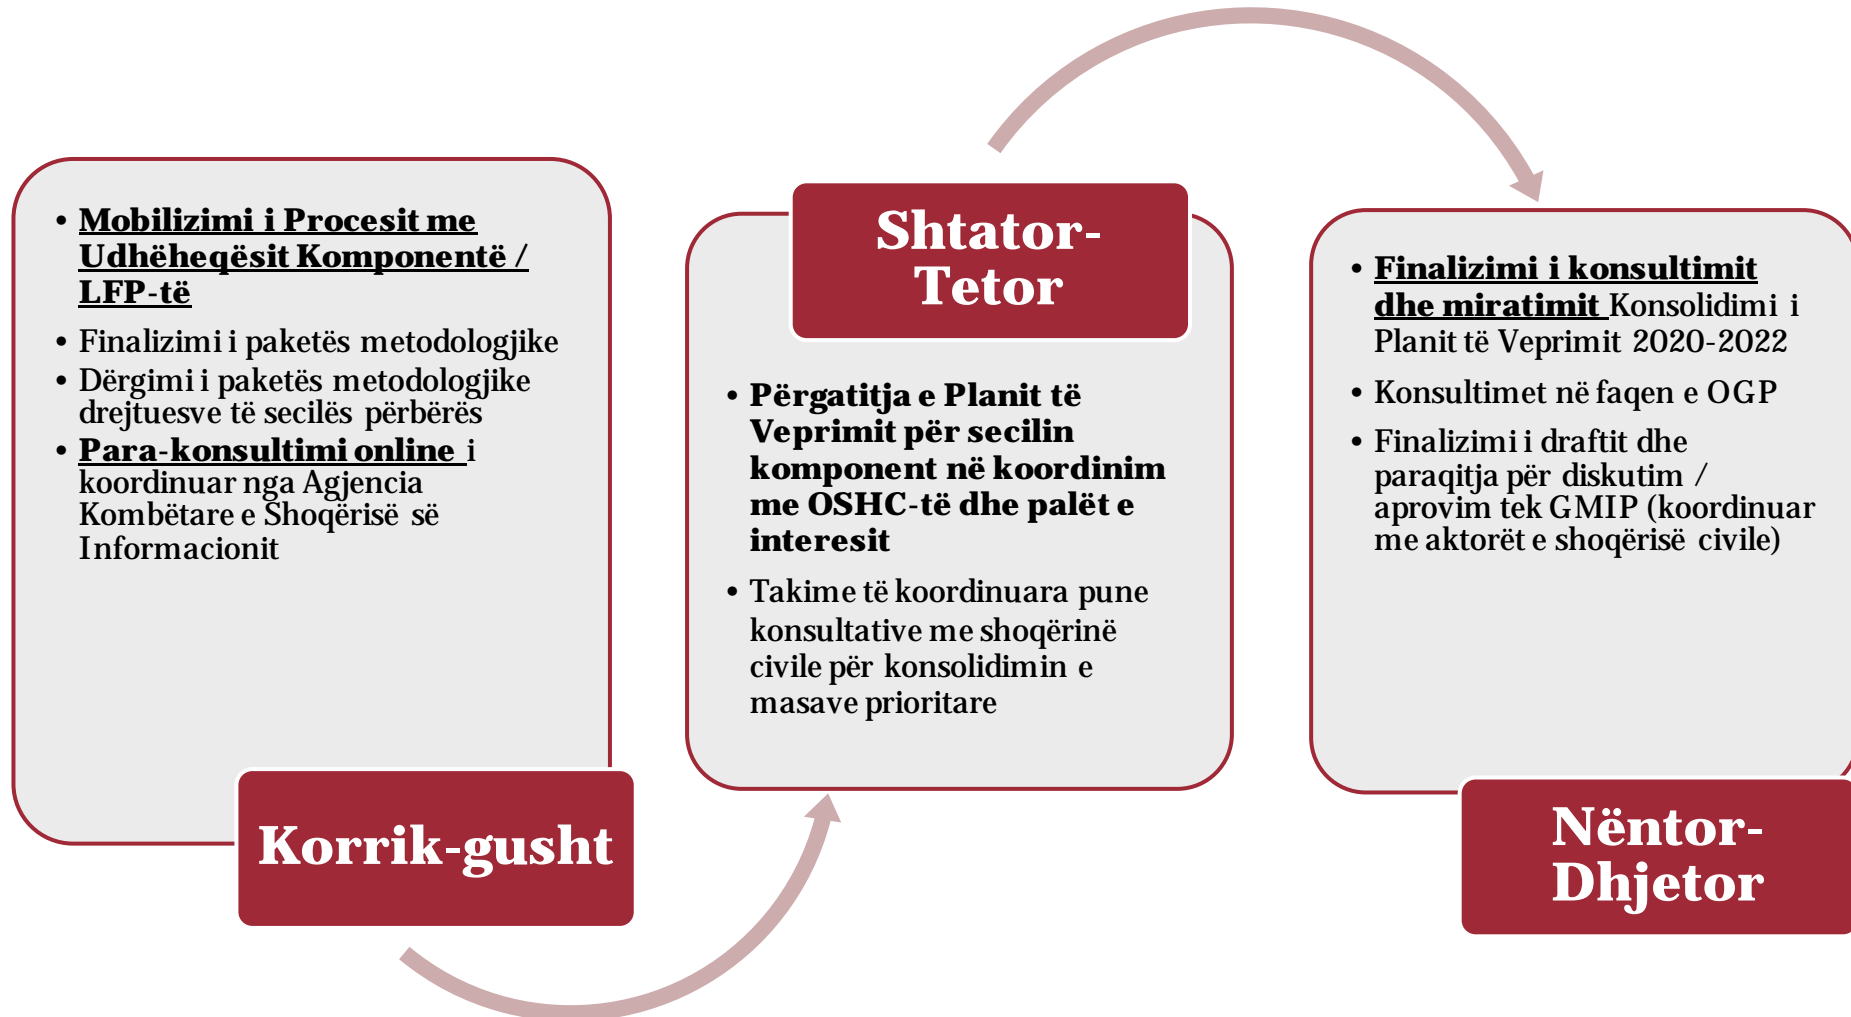 • Mobilizimi i Procesit me
Udhëheqësit Komponentë /
LFP-të
• Finalizimi i paketës metodologjike
• Dërgimi i paketës metodologjike
drejtuesve të secilës përbërës
• Para-konsultimi online i
koordinuar nga Agjencia
Kombëtare e Shoqërisë së
Informacionit
Korrik-gusht
Shtator-
Tetor
• Përgatitja e Planit të
Veprimit për secilin
komponent në koordinim
me OSHC-të dhe palët e
interesit
• Takime të koordinuara pune
konsultative me shoqërinë
civile për konsolidimin e
masave prioritare
• Finalizimi i konsultimit
dhe miratimit Konsolidimi i
Planit të Veprimit 2020-2022
• Konsultimet në faqen e OGP
• Finalizimi i draftit dhe
paraqitja për diskutim /
aprovim tek GMIP (koordinuar
me aktorët e shoqërisë civile)
Nëntor-
Dhjetor